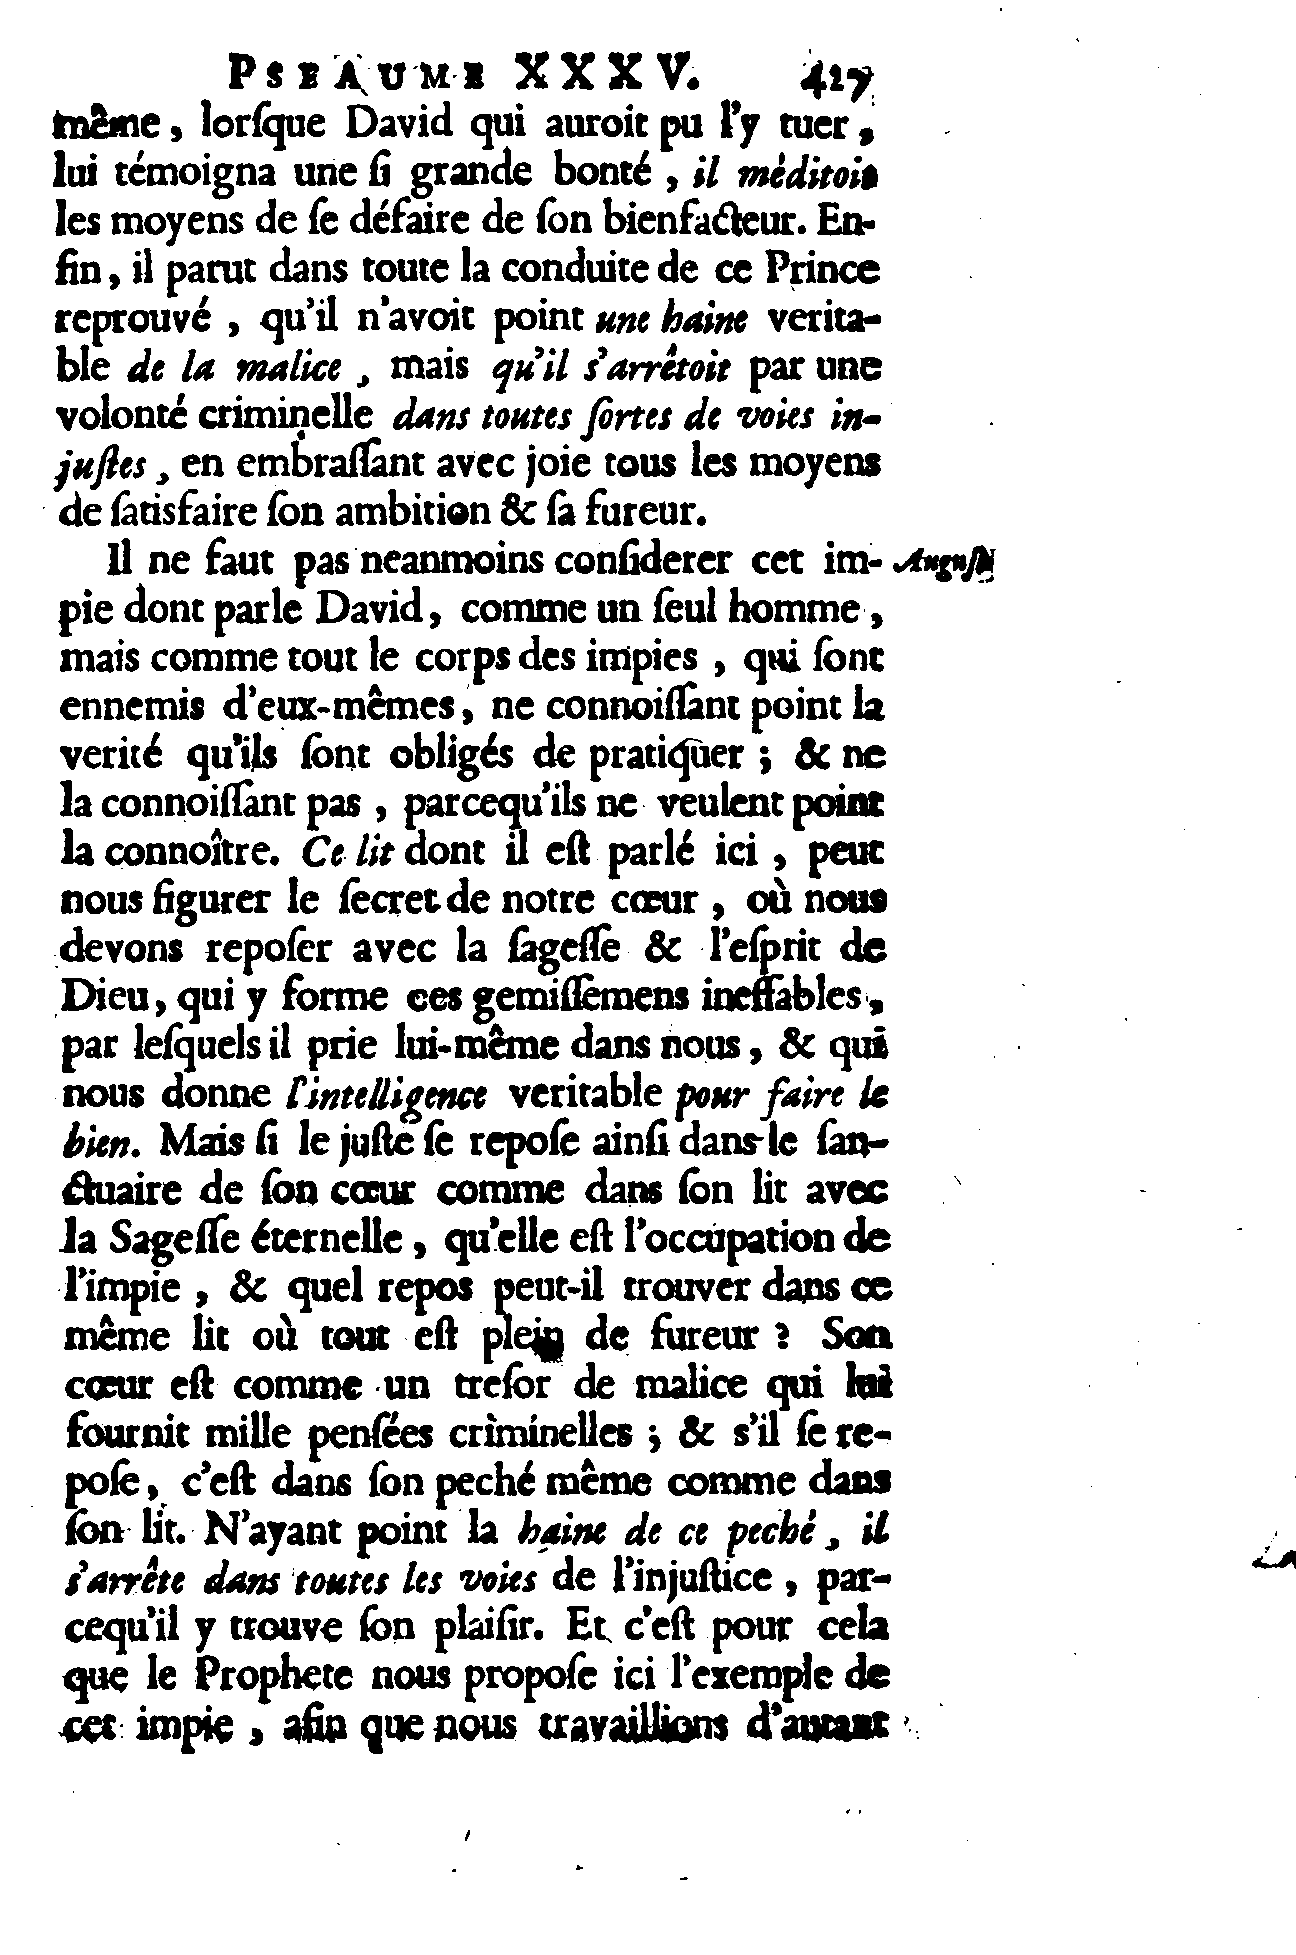 PSEAUME XXXV. 427
même, lorſque David qui auroit pu l'y tuer,
lui témoigna une ſi grande bonté, il méditoit
les moyens de ſe défaire de ſon bienfacteur. En-
fin, il parut dans toute la conduite de ce Prince
reprouvé, qu'il n'avoit point une haine verita-
ble de la malice, mais qu'il s'arrêtoit par une
volonté criminelle dans toutes ſortes de voies in-
juſtes, en embraſſant avec joie tous les moyens
de ſatisfaire ſon ambition & ſa fureur.
Il ne faut pas neanmoins conſiderer cet im- Auguſt
pie dont parle David, comme un ſeul homme,
mais comme tout le corps des impies, qui ſont
ennemis d'eux-mêmes, ne connoiſſant point la
verité qu'ils ſont obligés de pratiquer; & ne
la connoiſſant pas, parcequ'ils ne veulent point
la connoître. Ce lit dont il eſt parlé ici, peut
nous figurer le ſecret de notre cœur, où nous
devons repoſer avec la ſageſſe & l'eſprit de
Dieu, qui y forme ces gemiſſemens ineffables,
par leſquels il prie lui-même dans nous, & qui
nous donne l'intelligence veritable pour faire le
bien. Mais ſi le juſte ſe repoſe ainſi dans le ſan-
ctuaire de ſon cœur comme dans ſon lit avec
la Sageſſe éternelle, qu'elle eſt l'occupation de
l'impie, & quel repos peut-il trouver dans ce
même lit où tout eſt plein de fureur? Son
cœur eſt comme un treſor de malice qui lui
fournit mille penſées criminelles; & s'il ſe re-
poſe, c'eſt dans ſon peché même comme dans
ſon lit. N'ayant point la haine de ce peché, il
s'arrête dans toutes les voies de l'injuſtice, par-
cequ'il y trouve ſon plaiſir. Et c'eſt pour cela
que le Prophete nous propoſe ici l'exemple de
cet impie, afin que nous travaillions d'autant